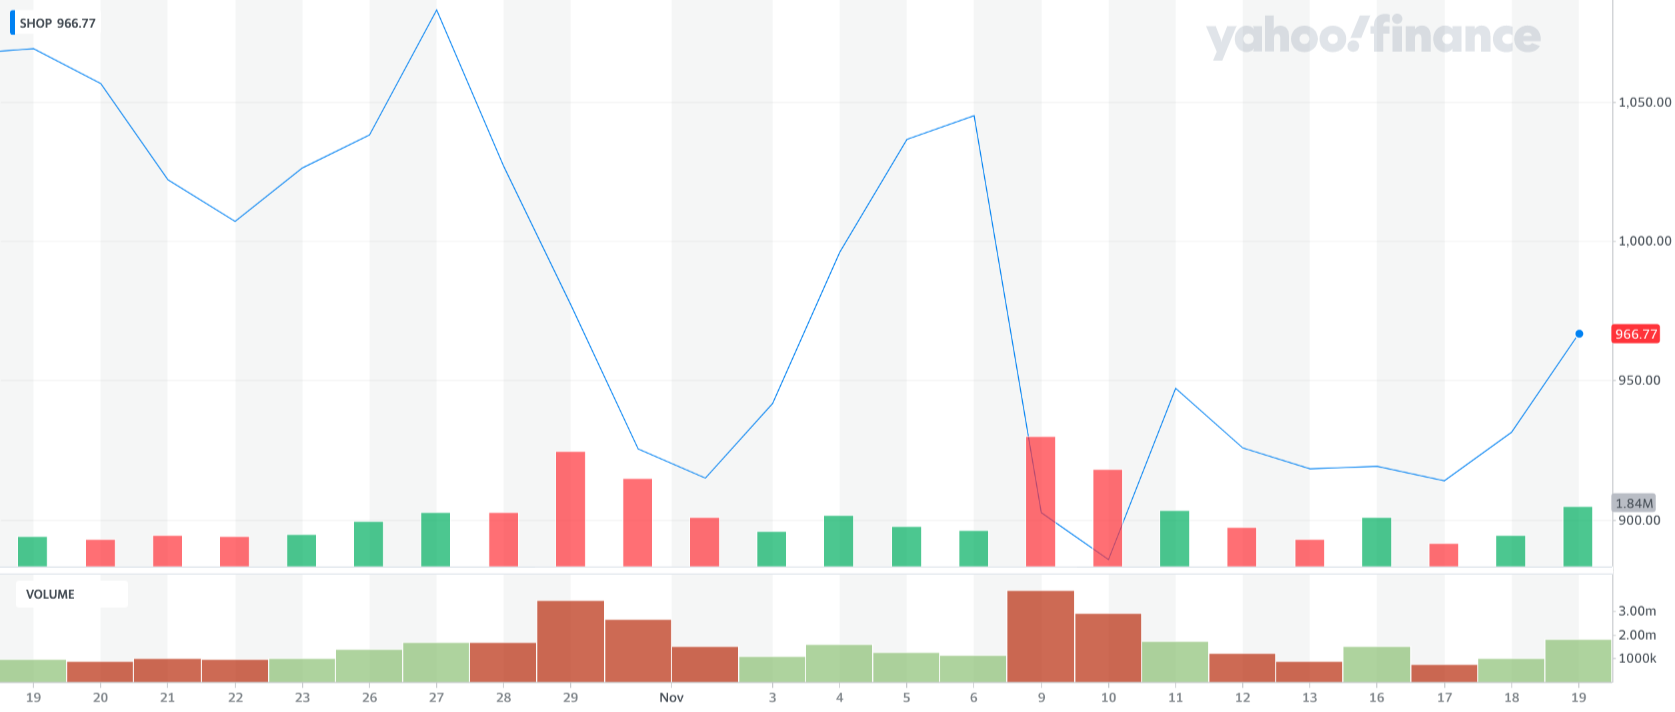 SHOP 966.77
yahoo!finance
1,050.00
1,000.00
966.77
950.00
1.84M
900.00
VOLUME
3.00m
2.00m
1000k
19 20 21 22 23 26 27 28 29 Nov 3 4 5 6 9 10 11 12 13 16 17 18 19